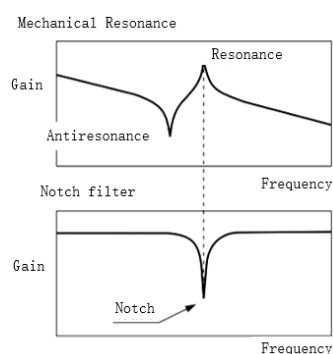 Mechanical Resonance
Resonance
Gain
Antiresonance
Frequency
Notch filter
Gain
Notch
Frequency